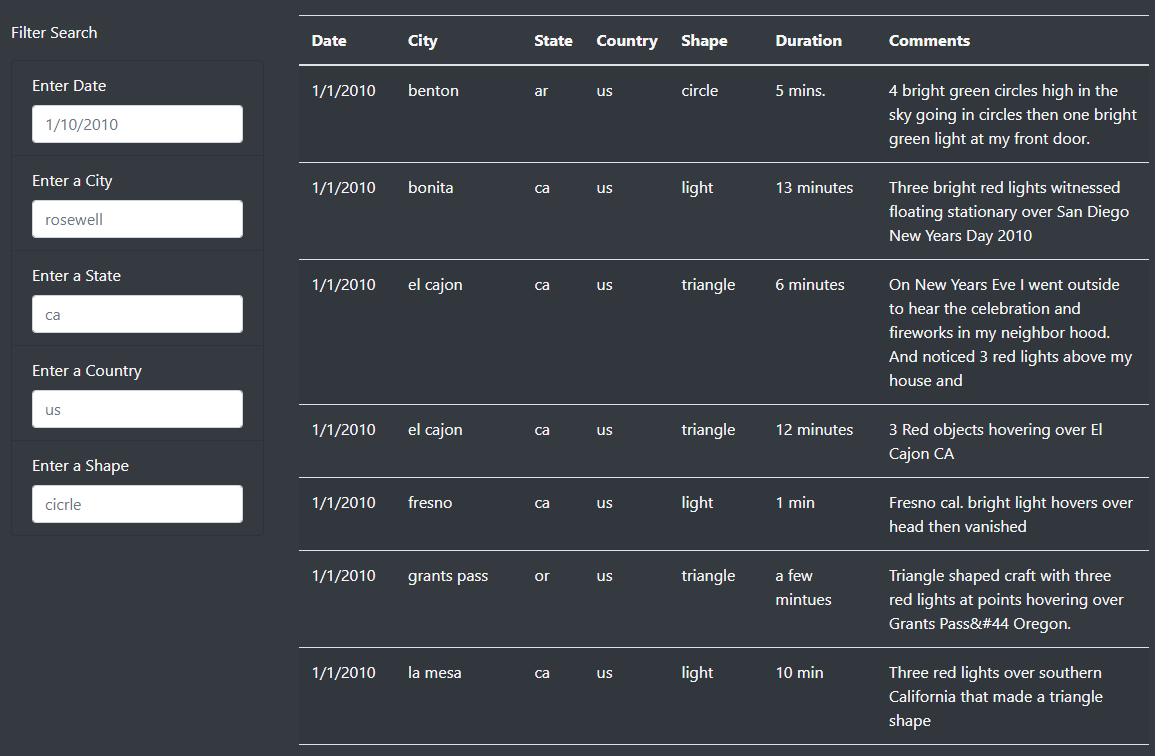 Filter Search
Enter Date
1/10/2010
Enter a City
rosewell
Enter a State
ca
Enter a Country
us
Enter a Shape
cicrle
Date City State Country Shape Duration Comments
1/1/2010 benton ar us circle 5 mins. 4 bright green circles high in the
sky going in circles then one bright
green light at my front door.
1/1/2010 bonita ca us light 13 minutes Three bright red lights witnessed
floating stationary over San Diego
New Years Day 2010
1/1/2010 el cajon ca us triangle 6 minutes On New Years Eve I went outside
to hear the celebration and
fireworks in my neighbor hood.
And noticed 3 red lights above my
house and
1/1/2010 el cajon ca us triangle 12 minutes 3 Red objects hovering over El
Cajon CA
1/1/2010 fresno ca us light 1 min Fresno cal. bright light hovers over
head then vanished
1/1/2010 grants pass or us triangle a few Triangle shaped craft with three
mintues red lights at points hovering over
Grants Pass&#44 Oregon.
1/1/2010 la mesa ca us light 10 min Three red lights over southern
California that made a triangle
shape